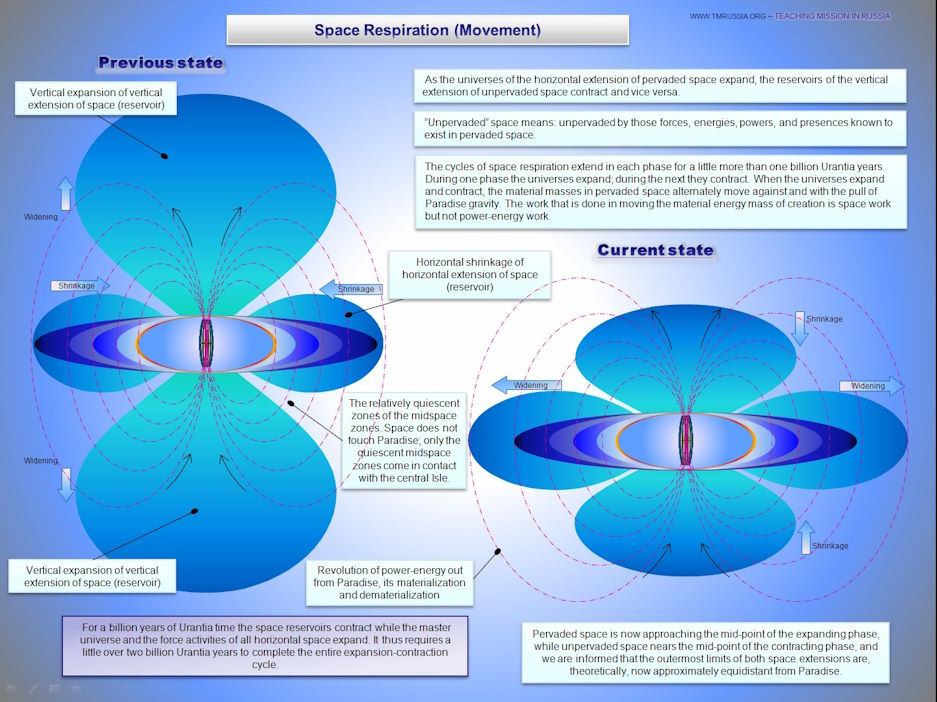 WWW.TMRUSSIA.ORG – TEACHING MISSION IN RUSSIA
Space Respiration (Movement)
Previous state
Vertical expansion of vertical
extension of space (reservoir)
As the universes of the horizontal extension of pervaded space expand, the reservoirs of the vertical
extension of unpervaded space contract and vice versa.
"Unpervaded" space means: unpervaded by those forces, energies, powers, and presences known to
exist in pervaded space.
The cycles of space respiration extend in each phase for a little more than one billion Urantia years.
During one phase the universes expand; during the next they contract. When the universes expand
and contract, the material masses in pervaded space alternately move against and with the pull of
Paradise gravity. The work that is done in moving the material energy mass of creation is space work
but not power-energy work.
Widening
Shrinkage
Shrinkage
Horizontal shrinkage of
horizontal extension of space
(reservoir)
Current state
Shrinkage
Widening
Widening
The relatively quiescent
zones of the midspace
zones. Space does not
touch Paradise; only the
quiescent midspace
zones come in contact
with the central Isle.
Widening
Shrinkage
Vertical expansion of vertical
extension of space (reservoir)
Revolution of power-energy out
from Paradise, its materialization
and dematerialization
For a billion years of Urantia time the space reservoirs contract while the master
universe and the force activities of all horizontal space expand. It thus requires a
little over two billion Urantia years to complete the entire expansion-contraction
cycle.
Pervaded space is now approaching the mid-point of the expanding phase,
while unpervaded space nears the mid-point of the contracting phase, and
we are informed that the outermost limits of both space extensions are,
theoretically, now approximately equidistant from Paradise.